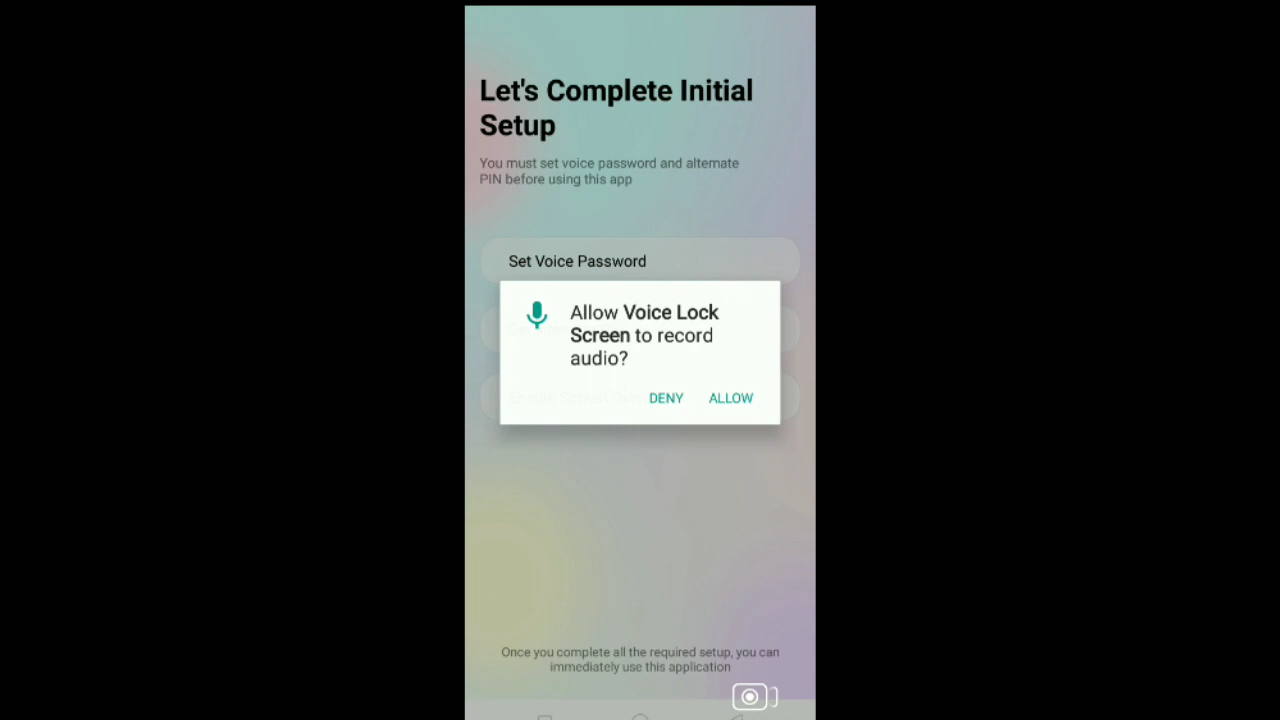 Let's Complete Initial
Setup
You must set voice password and alternate
PIN before using this app
Set Voice Password
Allow Voice Lock
Screen to record
audio?
DENY ALLOW
Once you complete all the required setup, you can
immediately use this application